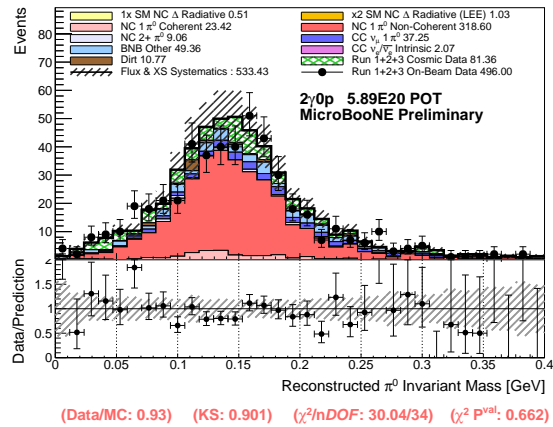 Events
1x SM NC Δ Radiative 0.51
x2 SM NC Δ Radiative (LEE) 1.03
NC 1 π⁰ Coherent 23.42
NC 1 π⁰ Non-Coherent 318.60
NC 2+ π⁰ 9.06
CC ν_μ 1 π⁰ 37.25
BNB Other 49.36
CC ν_e/ν̄_e Intrinsic 2.07
Dirt 10.77
Run 1+2+3 Cosmic Data 81.36
Flux & XS Systematics : 533.43
Run 1+2+3 On-Beam Data 496.00
2γ0p 5.89E20 POT
MicroBooNE Preliminary
80
70
60
50
40
30
20
10
Data/Prediction
2
1.5
1
0.5
0
0 0.05 0.1 0.15 0.2 0.25 0.3 0.35 0.4
Reconstructed π⁰ Invariant Mass [GeV]
(Data/MC: 0.93) (KS: 0.901) (χ²/nDOF: 30.04/34) (χ² P^val: 0.662)